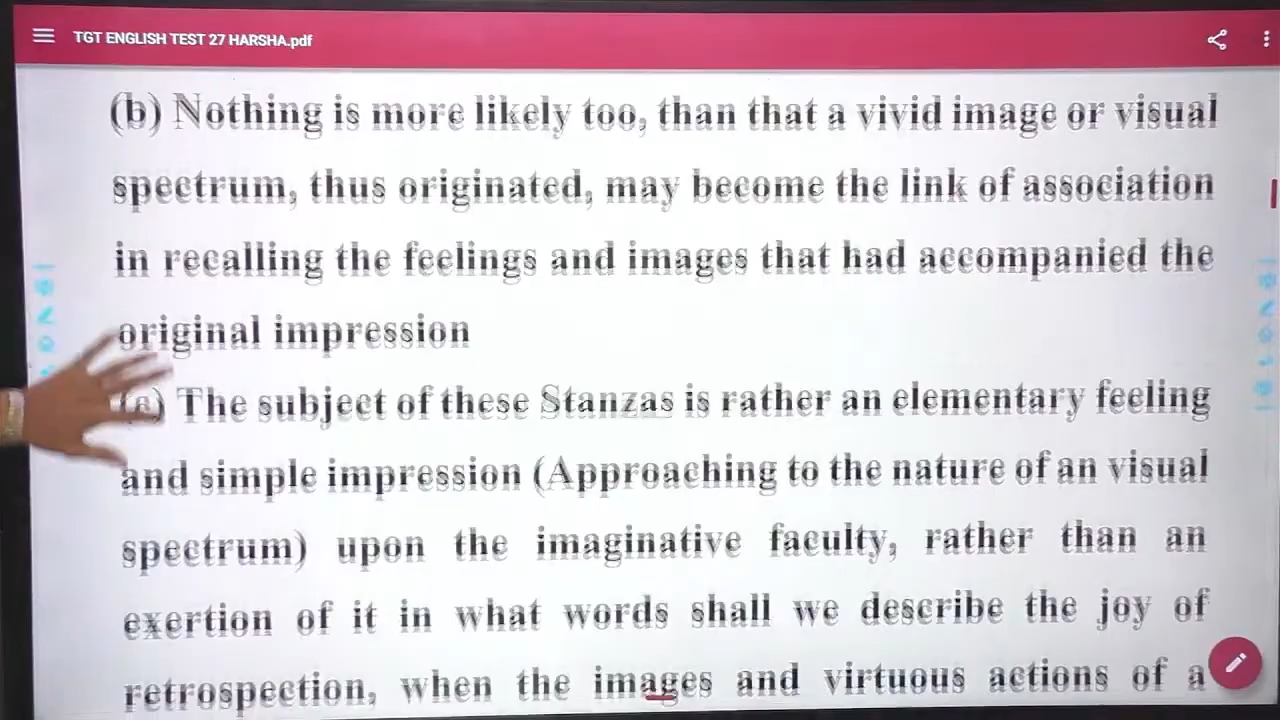 TGT ENGLISH TEST 27 HARSHA.pdf
(b) Nothing is more likely too, than that a vivid image or visual
spectrum, thus originated, may become the link of association
in recalling the feelings and images that had accompanied the
original impression
The subject of these Stanzas is rather an elementary feeling
and simple impression (Approaching to the nature of an visual
spectrum) upon the imaginative faculty, rather than an
exertion of it in what words shall we describe the joy of
retrospection, when the images and virtuous actions of a